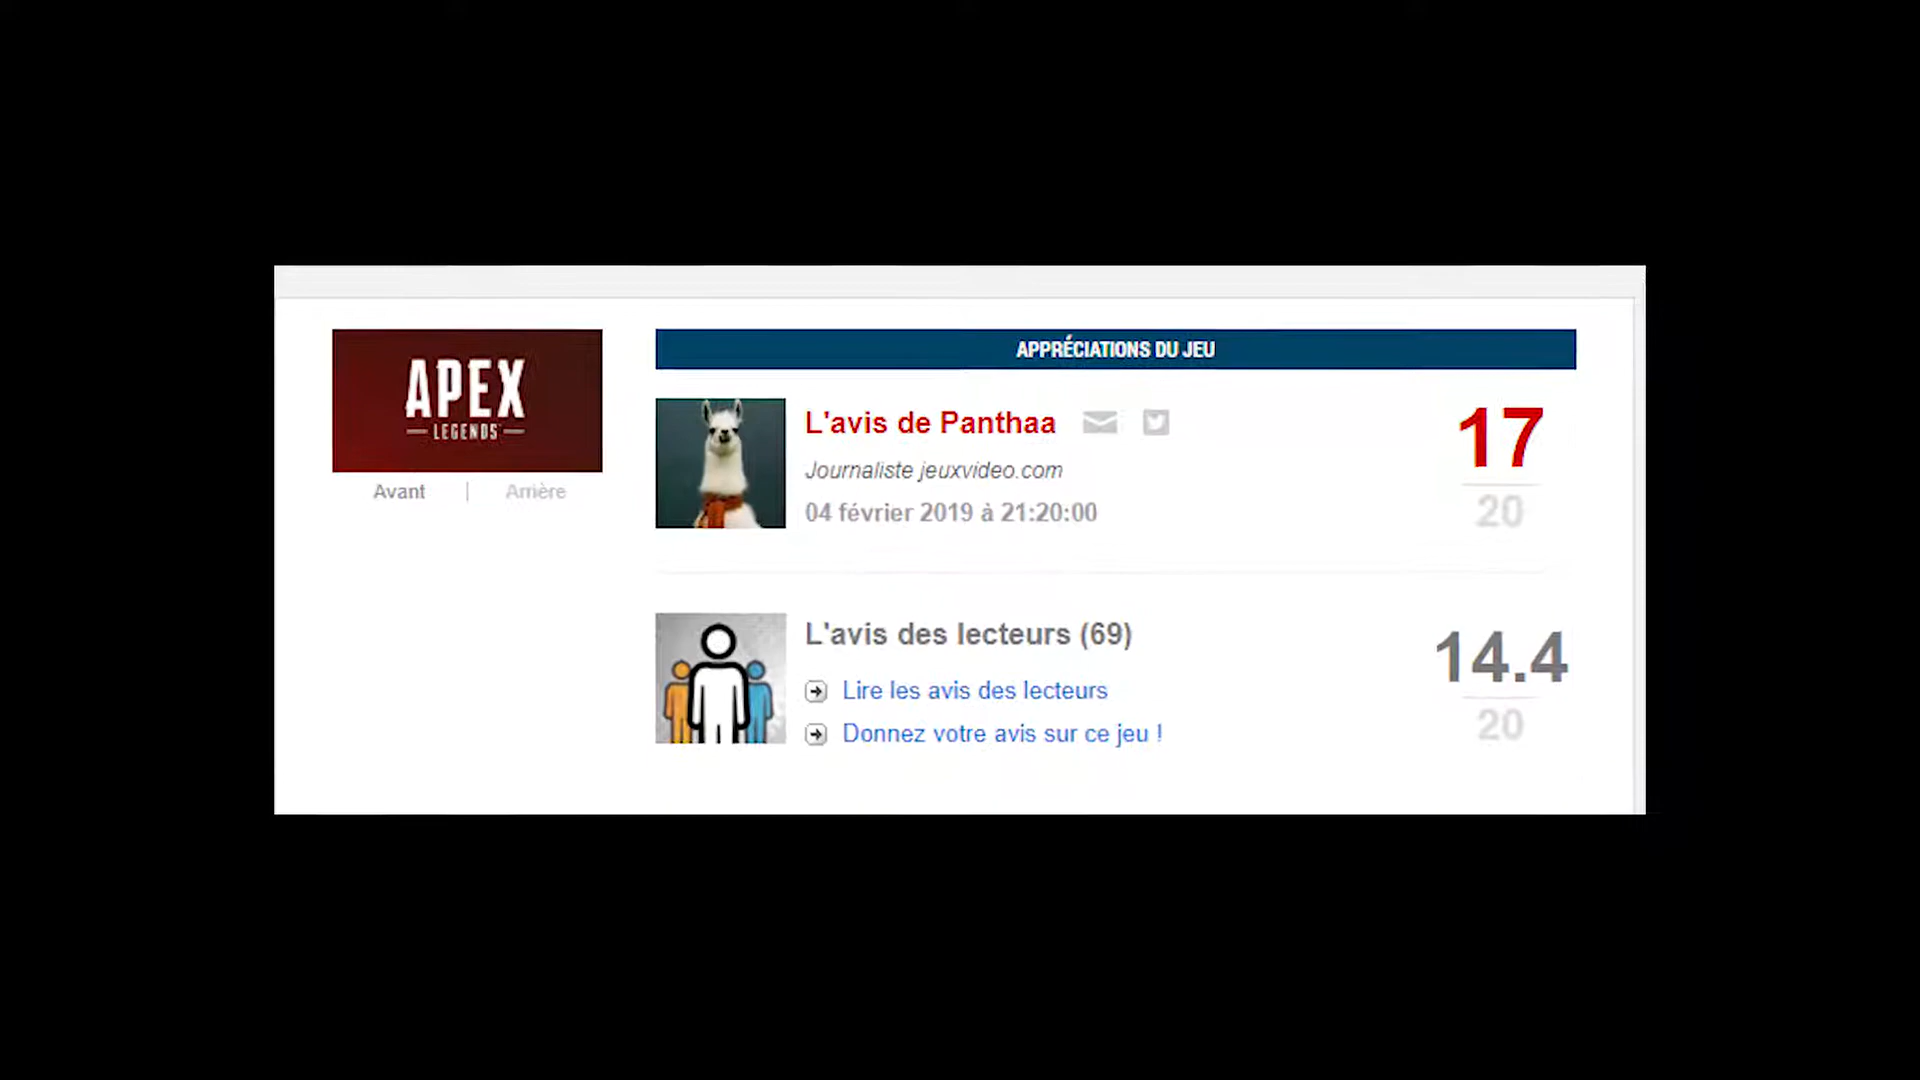 APEX
LEGENDS
Avant | Arrière
APPRÉCIATIONS DU JEU
L'avis de Panthaa
Journaliste jeuxvideo.com
04 février 2019 à 21:20:00
17
20
L'avis des lecteurs (69)
Lire les avis des lecteurs
Donnez votre avis sur ce jeu !
14.4
20